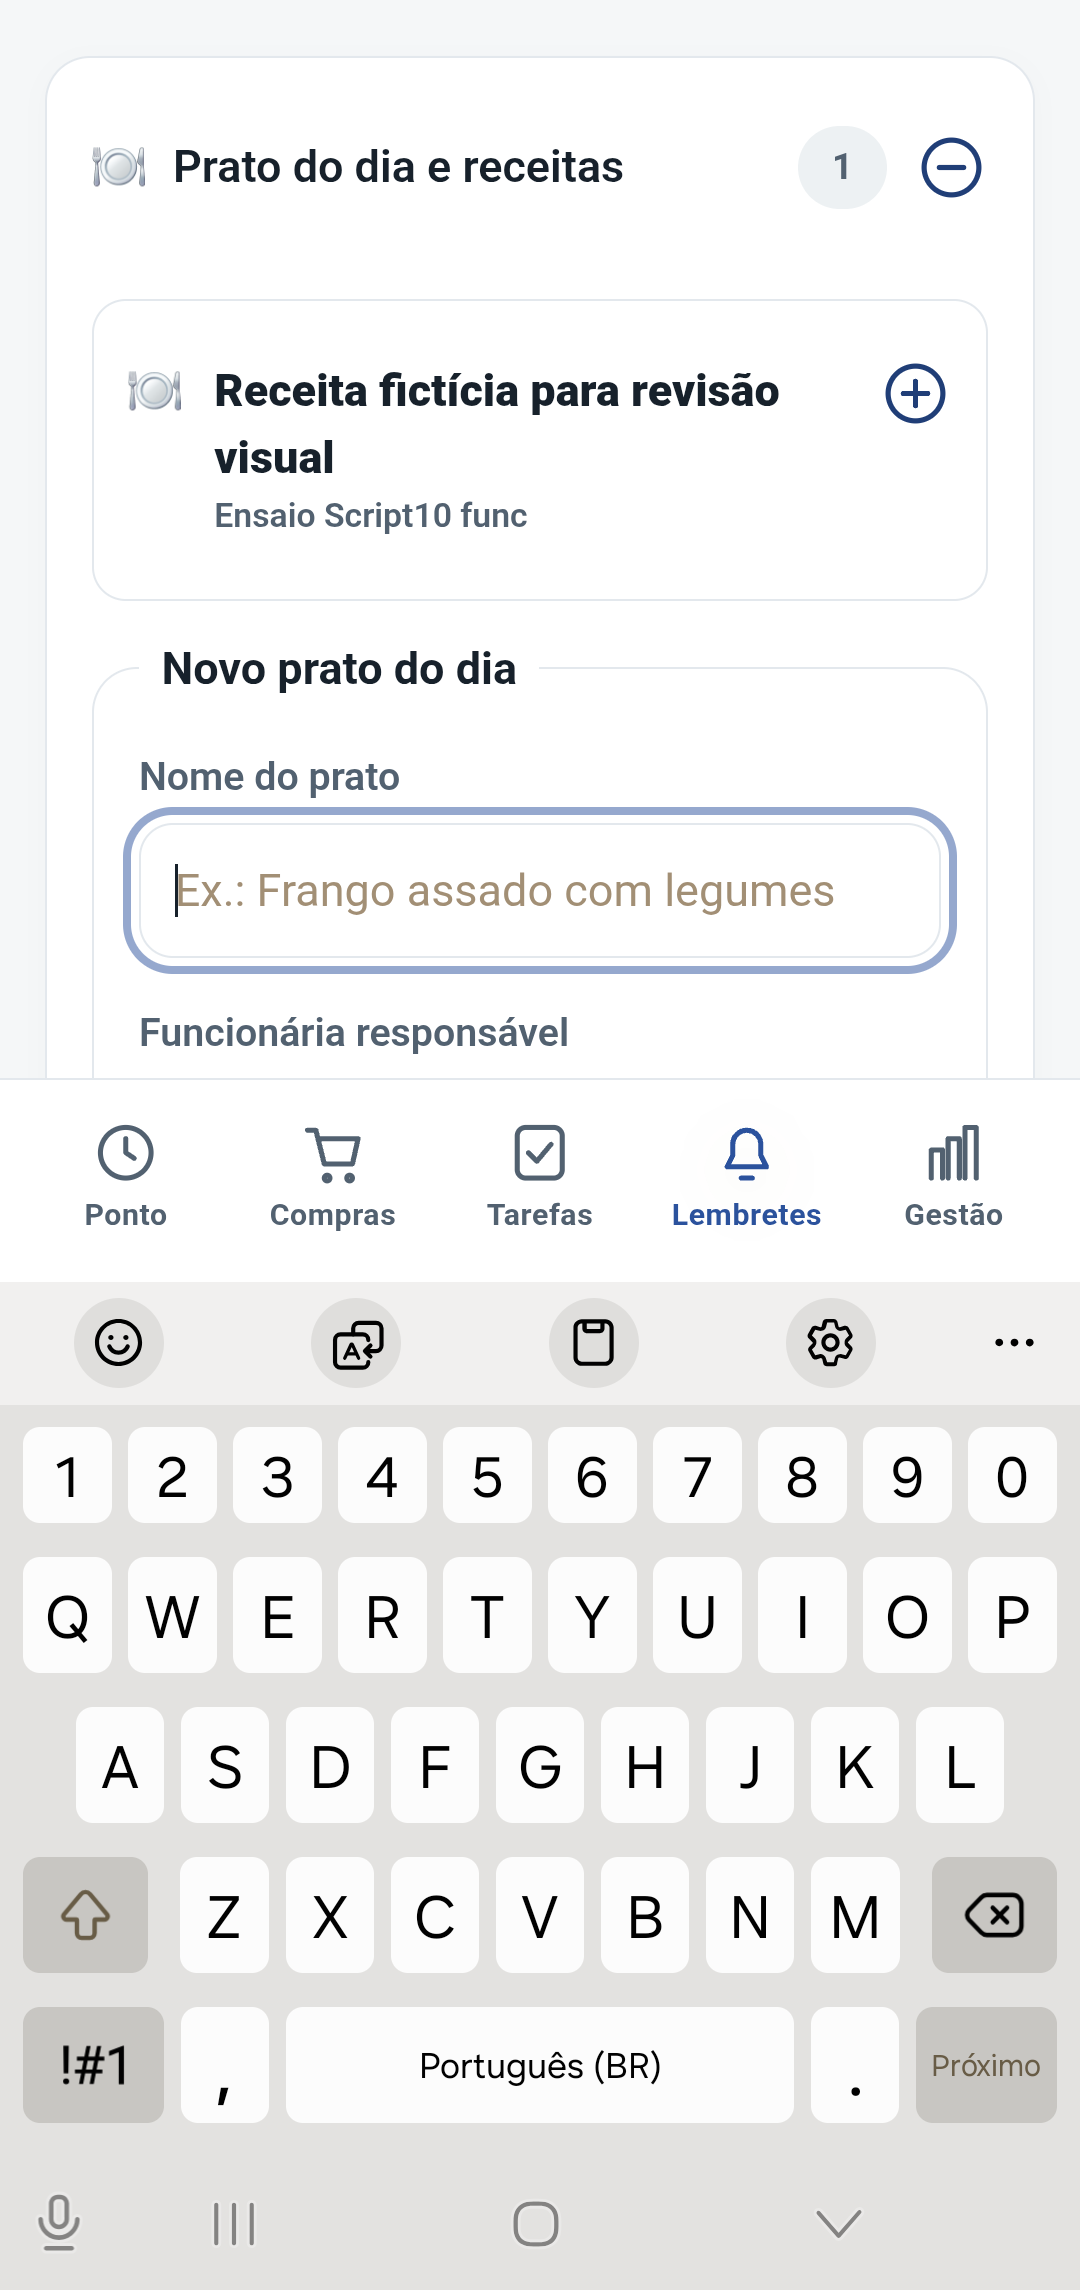 Prato do dia e receitas
1
Receita fictícia para revisão
visual
Ensaio Script10 func
Novo prato do dia
Nome do prato
Ex.: Frango assado com legumes
Funcionária responsável
Ponto
Compras
Tarefas
Lembretes
Gestão
A
1 2 3 4 5 6 7 8 9 0
Q W E R T Y U I O P
A S D F G H J K L
Z X C V B N M
!#1 , Português (BR) . Próximo